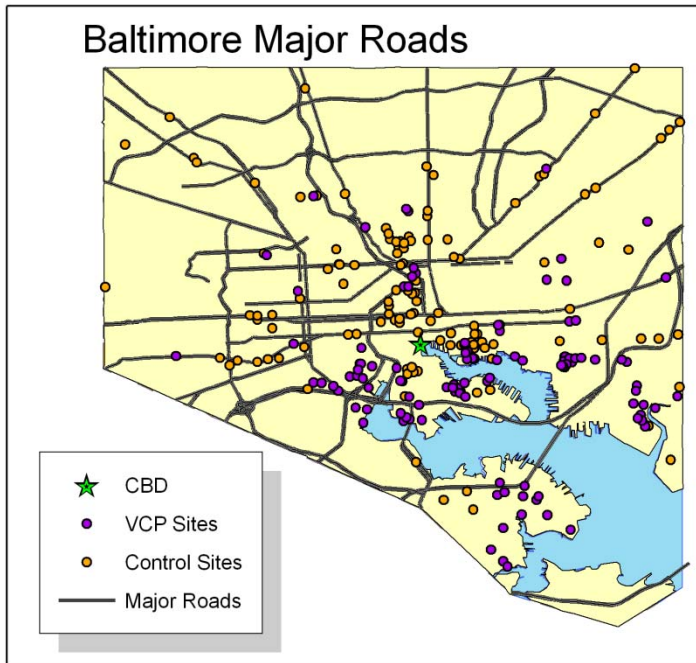 Baltimore Major Roads
CBD
VCP Sites
Control Sites
Major Roads